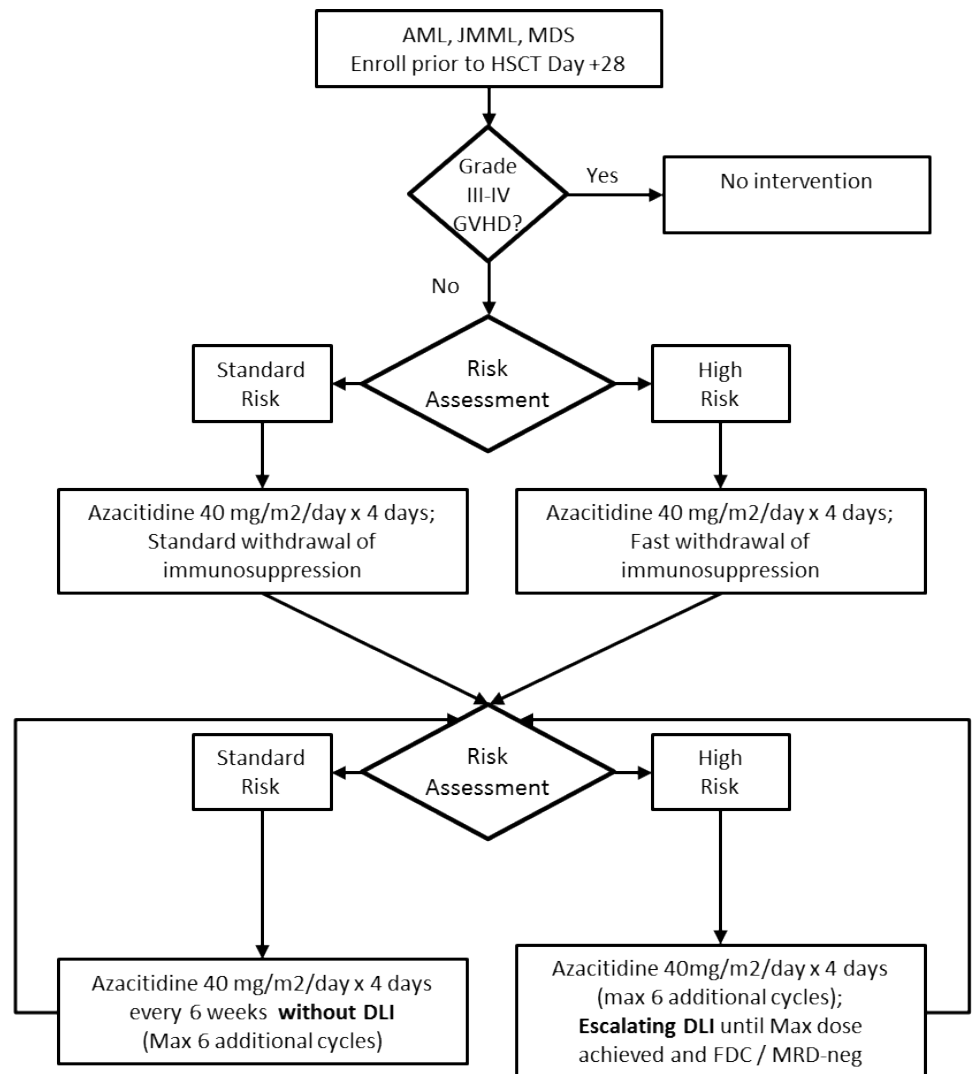 AML, JMML, MDS
Enroll prior to HSCT Day +28
Grade
III-IV
GVHD?
Yes
No intervention
No
Standard
Risk
Risk
Assessment
High
Risk
Azacitidine 40 mg/m2/day x 4 days;
Standard withdrawal of
immunosuppression
Azacitidine 40 mg/m2/day x 4 days;
Fast withdrawal of
immunosuppression
Standard
Risk
Risk
Assessment
High
Risk
Azacitidine 40 mg/m2/day x 4 days
every 6 weeks without DLI
(Max 6 additional cycles)
Azacitidine 40mg/m2/day x 4 days
(max 6 additional cycles);
Escalating DLI until Max dose
achieved and FDC / MRD-neg